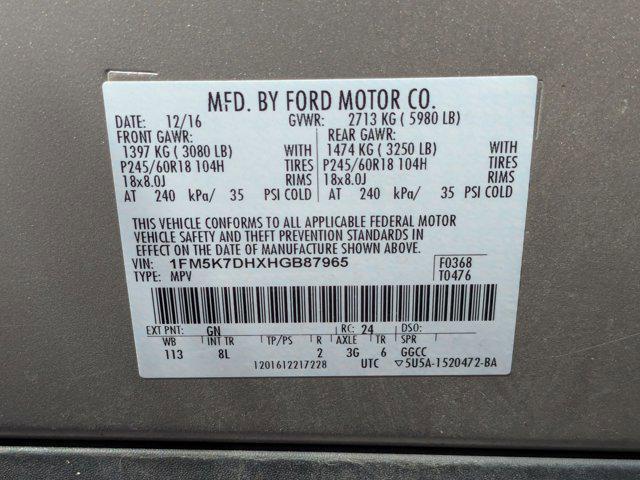 MFD. BY FORD MOTOR CO.
DATE: 12/16 GVWR: 2713 KG ( 5980 LB)
FRONT GAWR: REAR GAWR:
1397 KG ( 3080 LB) WITH 1474 KG ( 3250 LB) WITH
P245/60R18 104H TIRES P245/60R18 104H TIRES
18x8.0J RIMS 18x8.0J RIMS
AT 240 kPa/ 35 PSI COLD AT 240 kPa/ 35 PSI COLD
THIS VEHICLE CONFORMS TO ALL APPLICABLE FEDERAL MOTOR
VEHICLE SAFETY AND THEFT PREVENTION STANDARDS IN
EFFECT ON THE DATE OF MANUFACTURE SHOWN ABOVE.
VIN: 1FM5K7DHXHGB87965 F0368
TYPE: MPV T0476
EXT PNT: GN RC: 24 DSO:
WB INT TR TP/PS R AXLE TR SPR
113 8L 2 3G 6 GGCC
1201612217228 UTC ▽5U5A-1520472-BA